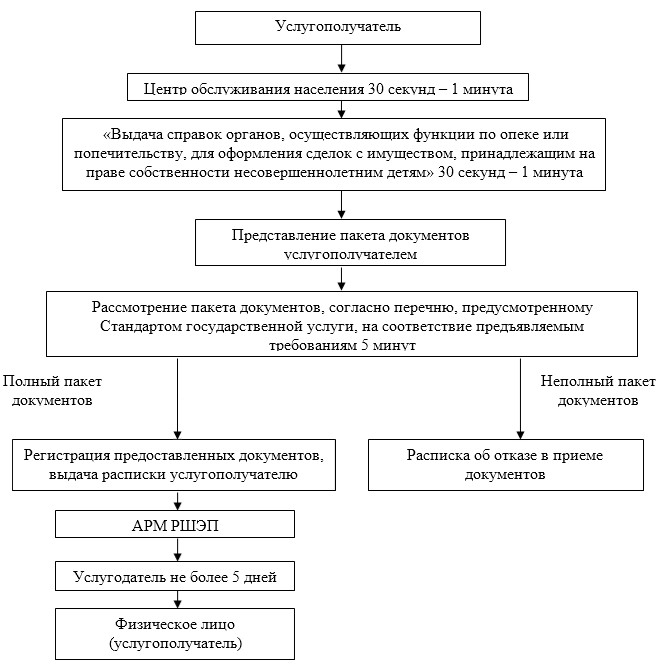 Услугополучатель
Центр обслуживания населения 30 секунд – 1 минута
«Выдача справок органов, осуществляющих функции по опеке или
попечительству, для оформления сделок с имуществом, принадлежащим на
праве собственности несовершеннолетним детям» 30 секунд – 1 минута
Представление пакета документов
услугополучателем
Рассмотрение пакета документов, согласно перечню, предусмотренному
Стандартом государственной услуги, на соответствие предъявляемым
требованиям 5 минут
Полный пакет
документов
Неполный пакет
документов
Регистрация предоставленных документов,
выдача расписки услугополучателю
Расписка об отказе в приеме
документов
АРМ РШЭП
Услугодатель не более 5 дней
Физическое лицо
(услугополучатель)